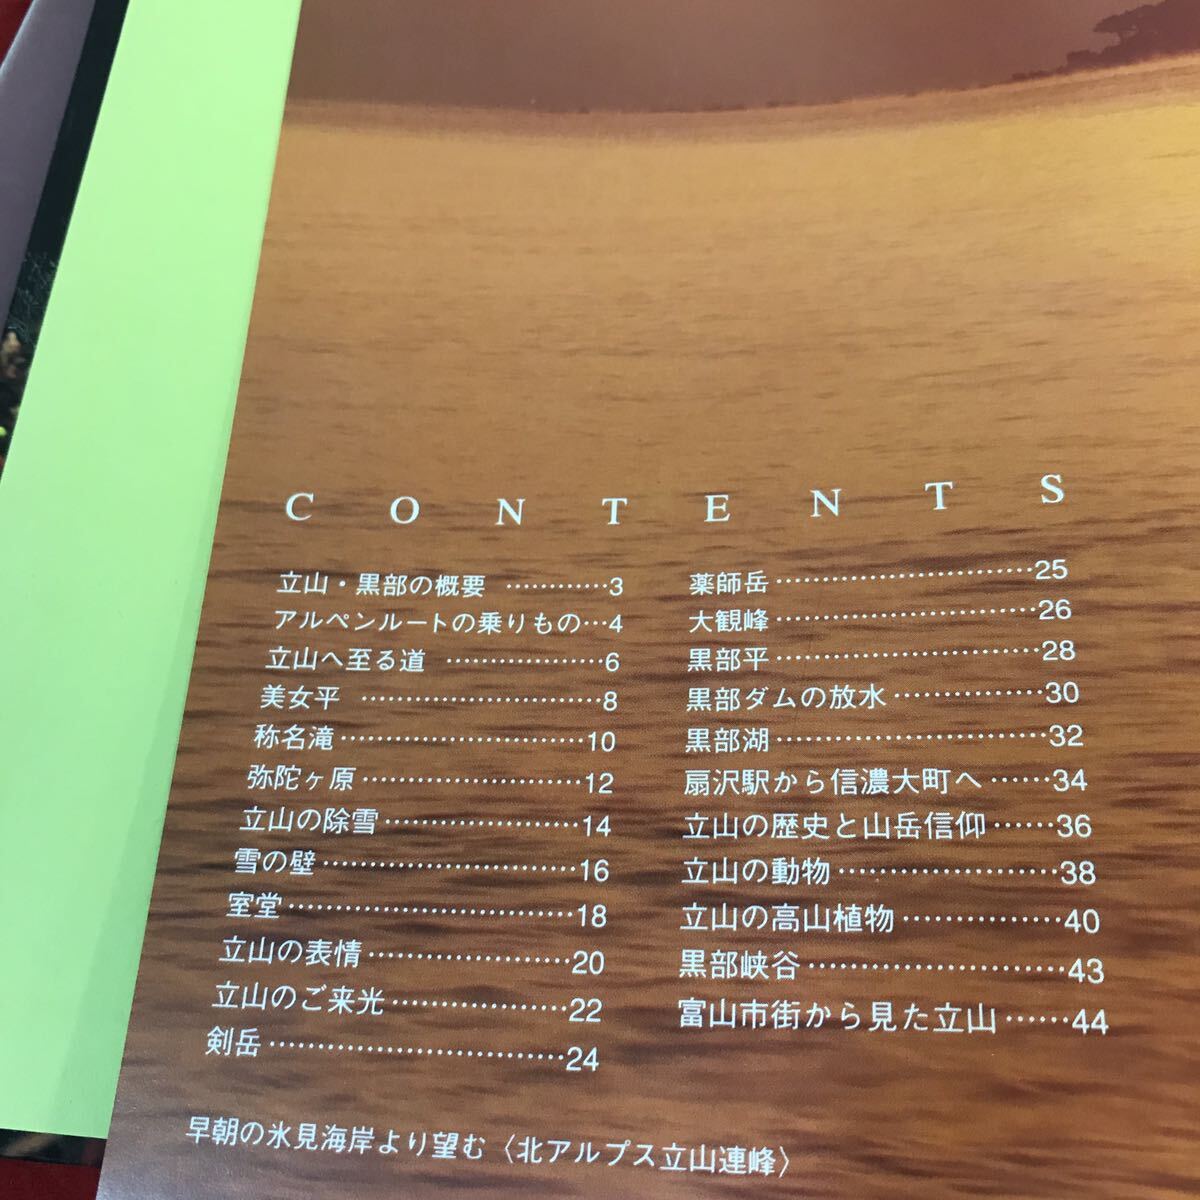 CONTENTS
立山・黒部の概要 …………3
アルペンルートの乗りもの…4
立山へ至る道 ………………6
美女平 ………………………8
称名滝………………………10
弥陀ヶ原……………………12
立山の除雪…………………14
雪の壁………………………16
室堂…………………………18
立山の表情…………………20
立山のご来光………………22
剣岳…………………………24
薬師岳………………………25
大観峰………………………26
黒部平………………………28
黒部ダムの放水……………30
黒部湖………………………32
扇沢駅から信濃大町へ……34
立山の歴史と山岳信仰……36
立山の動物…………………38
立山の高山植物……………40
黒部峡谷……………………43
富山市街から見た立山……44
早朝の氷見海岸より望む〈北アルプス立山連峰〉